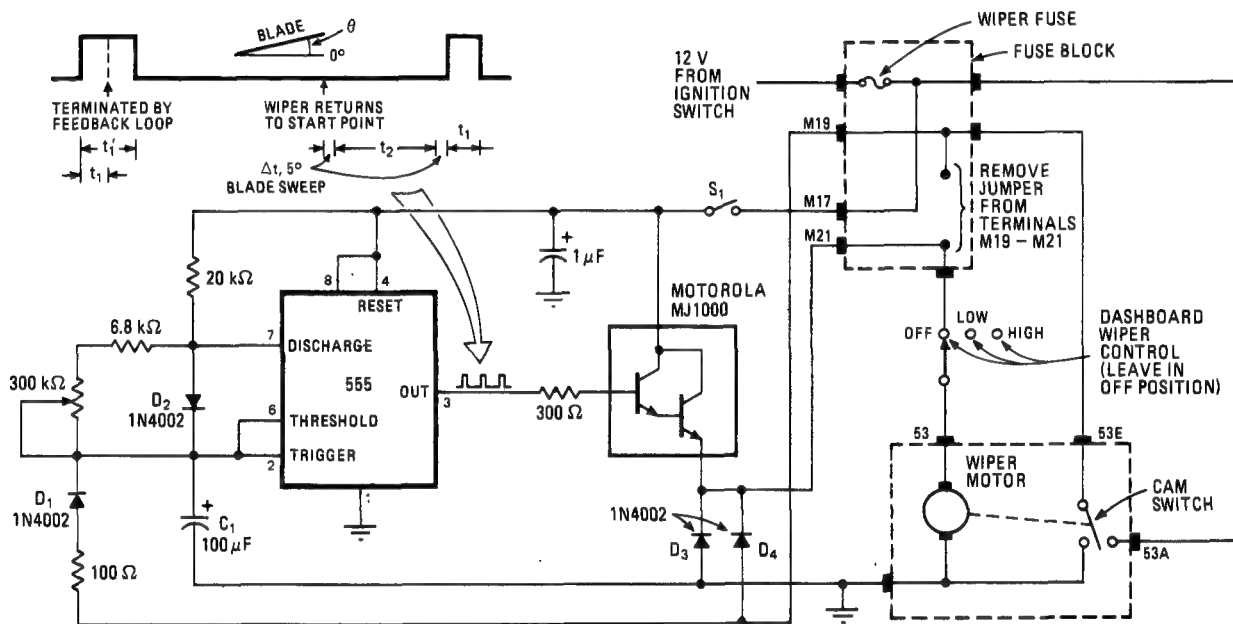 BLADE
θ
0°
TERMINATED BY
FEEDBACK LOOP
WIPER RETURNS
TO START POINT
t₁′
t₁
Δt, 5°
BLADE SWEEP
t₂
t₁
12 V
FROM
IGNITION
SWITCH
WIPER FUSE
FUSE BLOCK
M19
M17
M21
REMOVE
JUMPER
FROM
TERMINALS
M19 – M21
S₁
+
1 μF
20 kΩ
6.8 kΩ
300 kΩ
D₂
1N4002
D₁
1N4002
100 Ω
+
C₁
100 μF
8
4
RESET
7
DISCHARGE
555
OUT
3
6
THRESHOLD
2
TRIGGER
300 Ω
MOTOROLA
MJ1000
1N4002
D₃
D₄
OFF
LOW
HIGH
DASHBOARD
WIPER
CONTROL
(LEAVE IN
OFF POSITION)
53
53E
WIPER
MOTOR
CAM
SWITCH
53A